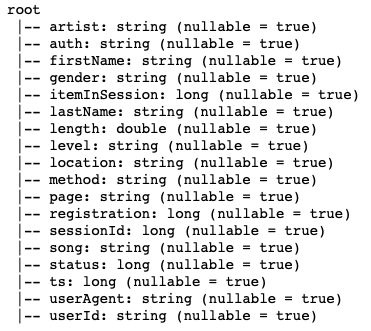 root
 |-- artist: string (nullable = true)
 |-- auth: string (nullable = true)
 |-- firstName: string (nullable = true)
 |-- gender: string (nullable = true)
 |-- itemInSession: long (nullable = true)
 |-- lastName: string (nullable = true)
 |-- length: double (nullable = true)
 |-- level: string (nullable = true)
 |-- location: string (nullable = true)
 |-- method: string (nullable = true)
 |-- page: string (nullable = true)
 |-- registration: long (nullable = true)
 |-- sessionId: long (nullable = true)
 |-- song: string (nullable = true)
 |-- status: long (nullable = true)
 |-- ts: long (nullable = true)
 |-- userAgent: string (nullable = true)
 |-- userId: string (nullable = true)